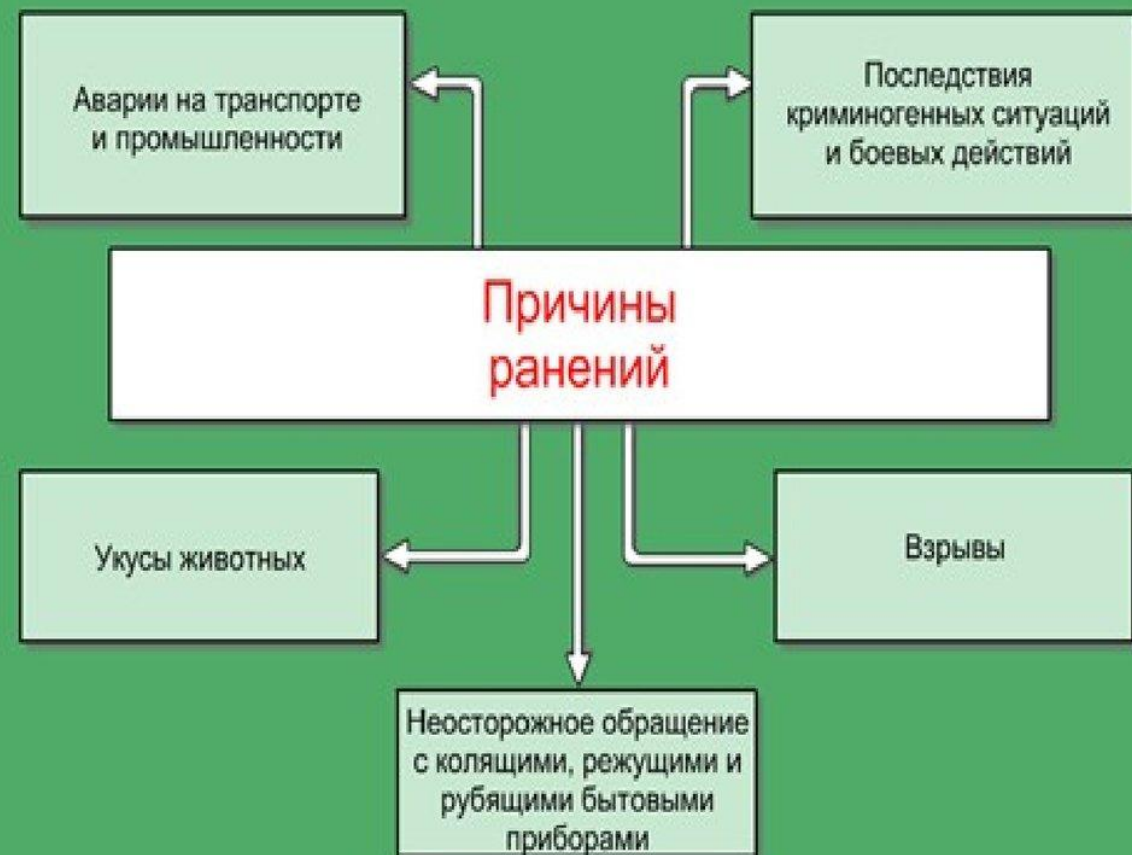 Аварии на транспорте
и промышленности
Последствия
криминогенных ситуаций
и боевых действий
Причины
ранений
Укусы животных
Взрывы
Неосторожное обращение
с колящими, режущими и
рубящими бытовыми
приборами